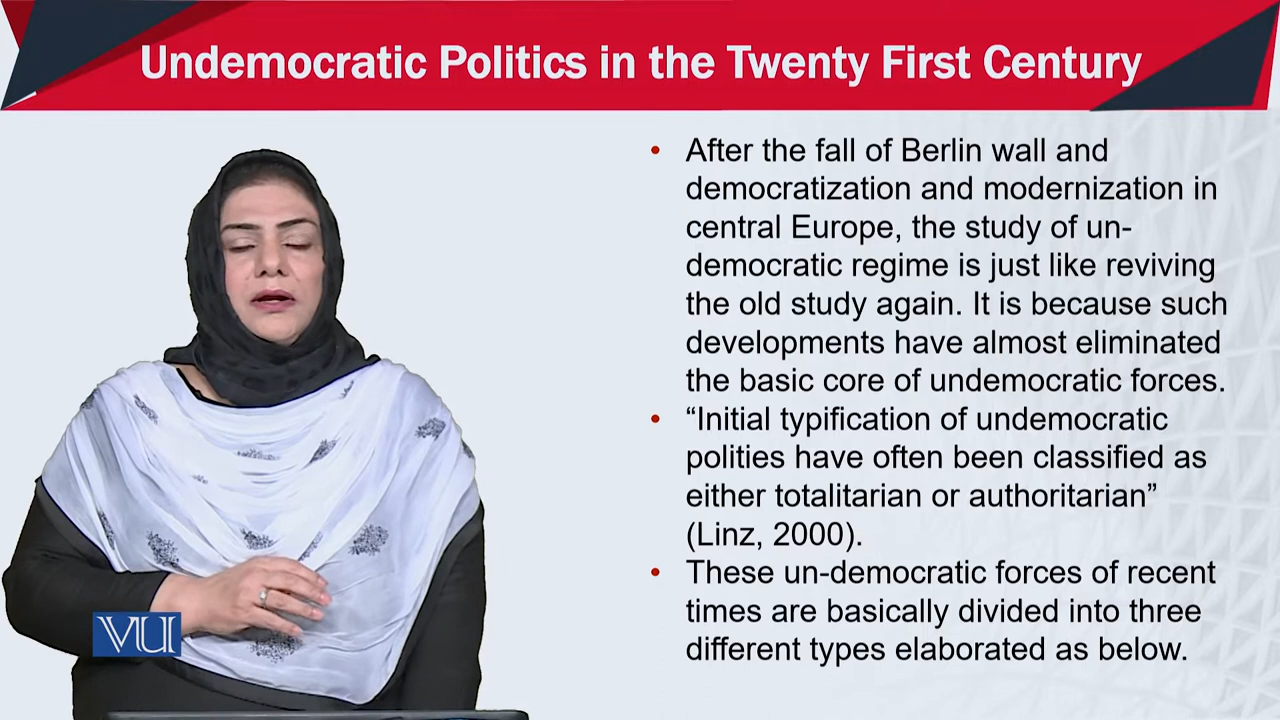 Undemocratic Politics in the Twenty First Century
• After the fall of Berlin wall and
democratization and modernization in
central Europe, the study of un-
democratic regime is just like reviving
the old study again. It is because such
developments have almost eliminated
the basic core of undemocratic forces.
• “Initial typification of undemocratic
polities have often been classified as
either totalitarian or authoritarian”
(Linz, 2000).
• These un-democratic forces of recent
times are basically divided into three
different types elaborated as below.
VU